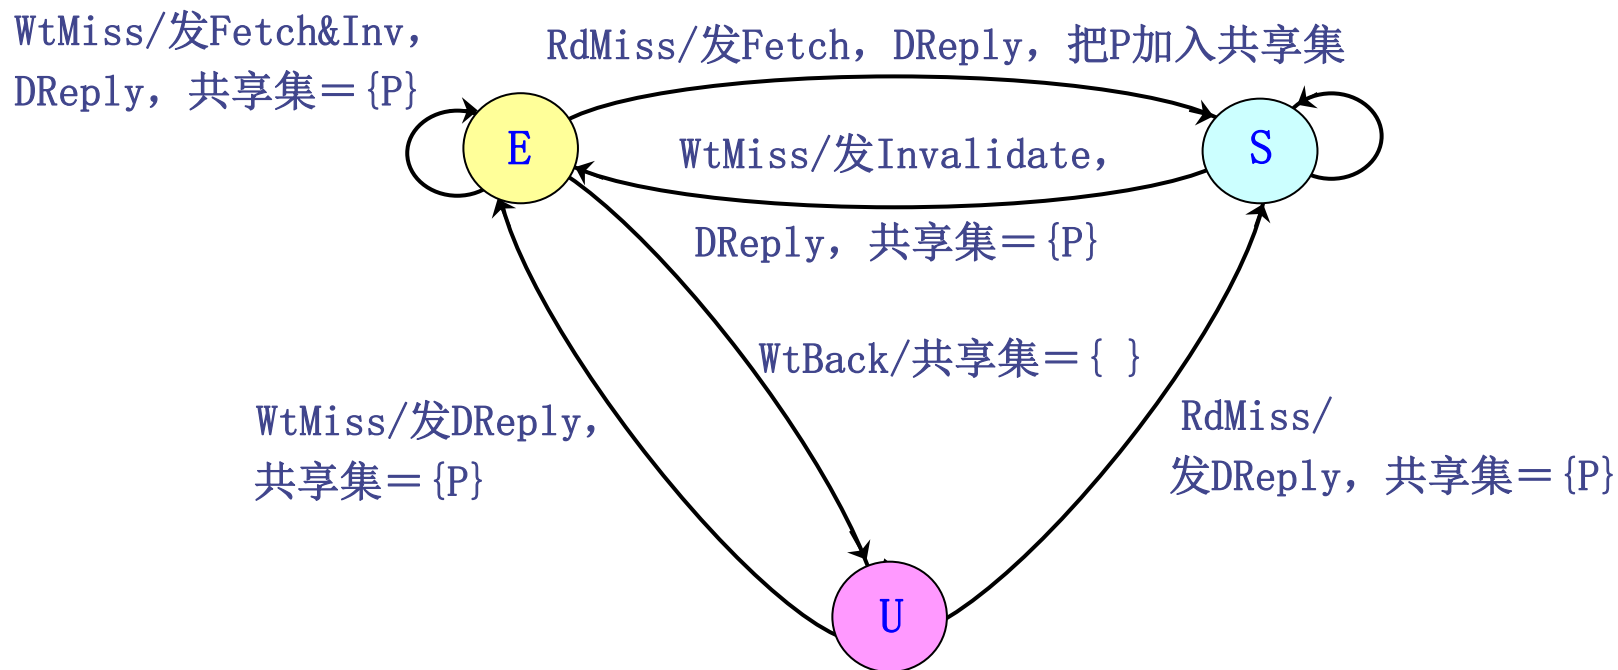 WtMiss/发Fetch&Inv，
DReply，共享集＝{P}
RdMiss/发Fetch，DReply，把P加入共享集
E
WtMiss/发Invalidate，
S
DReply，共享集＝{P}
WtBack/共享集＝{ }
WtMiss/发DReply，
共享集＝{P}
RdMiss/
发DReply，共享集＝{P}
U